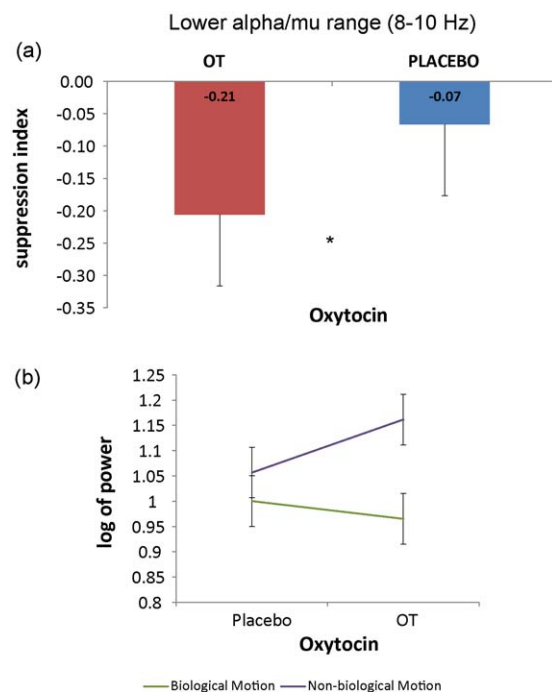 Lower alpha/mu range (8-10 Hz)
(a)
OT PLACEBO
0.00
-0.05
-0.10
-0.15
-0.20
-0.25
-0.30
-0.35
suppression index
-0.21 -0.07
*
Oxytocin
(b)
1.25
1.2
1.15
1.1
1.05
1
0.95
0.9
0.85
0.8
log of power
Placebo OT
Oxytocin
Biological Motion Non-biological Motion